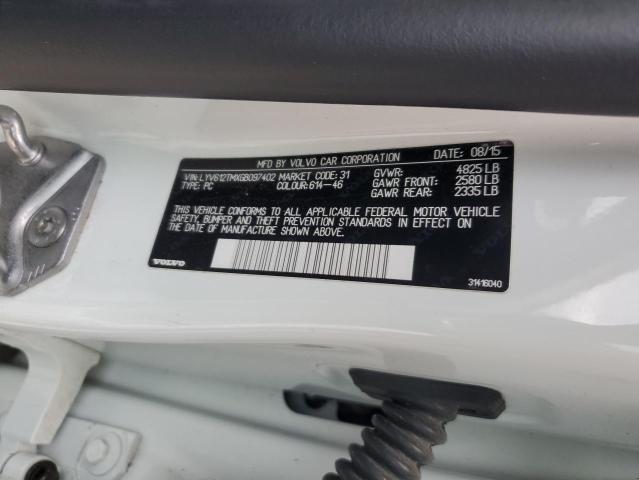 MFD BY VOLVO CAR CORPORATION DATE: 08/15
VIN: LYV612TMXGB097402 MARKET CODE: 31 GVWR: 4825 LB
TYPE: PC COLOUR: 614-46 GAWR FRONT: 2580 LB
GAWR REAR: 2335 LB
THIS VEHICLE CONFORMS TO ALL APPLICABLE FEDERAL MOTOR VEHICLE
SAFETY, BUMPER AND THEFT PREVENTION STANDARDS IN EFFECT ON
THE DATE OF MANUFACTURE SHOWN ABOVE.
VOLVO 31416040